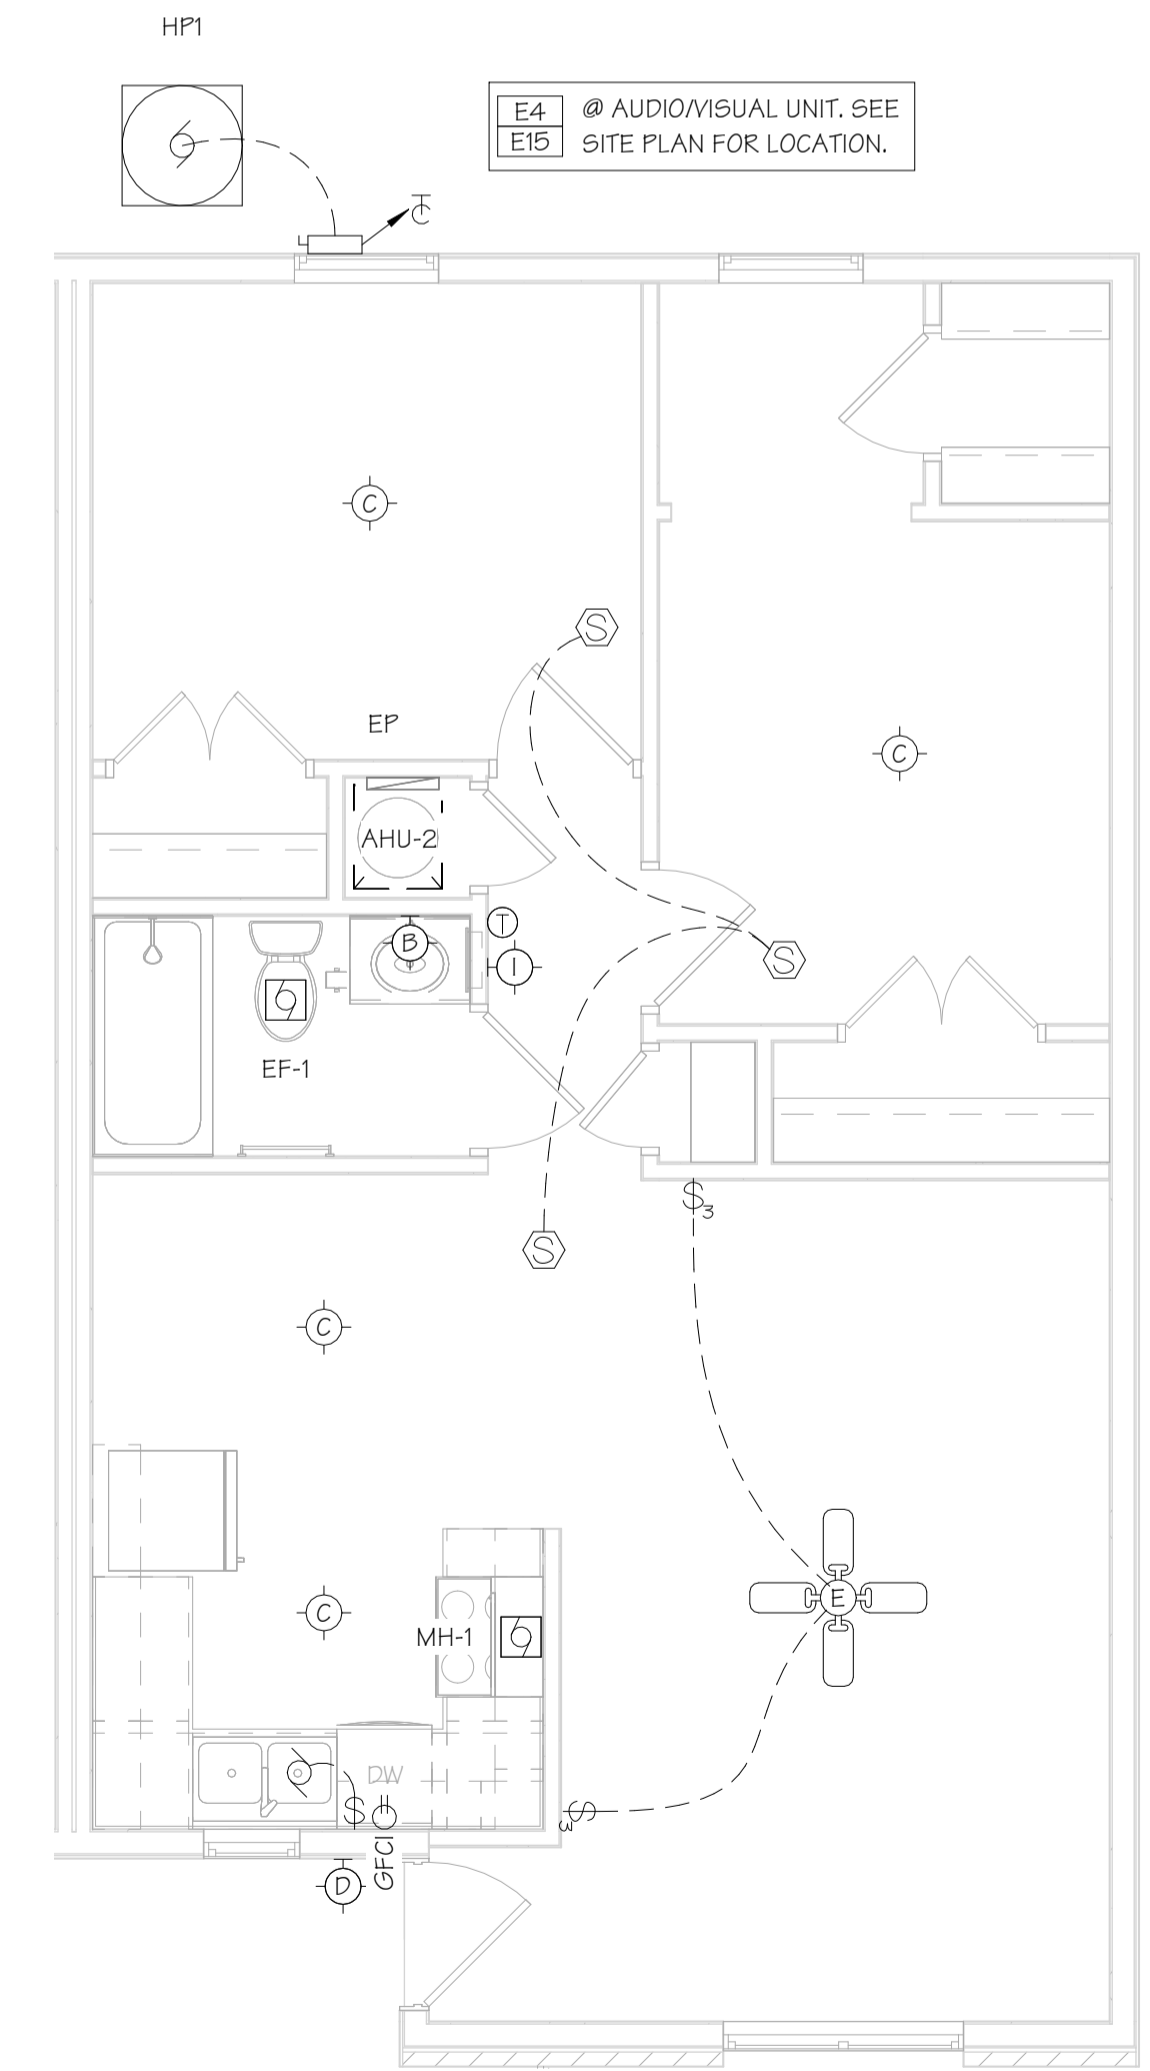 HP1
E4 @ AUDIO/VISUAL UNIT. SEE
E15 SITE PLAN FOR LOCATION.
TC
C
S
EP
C
AHU-2
T
B
I
S
EF-1
$3
S
C
E
C
MH-1
DW
$
$3
GFCI
D